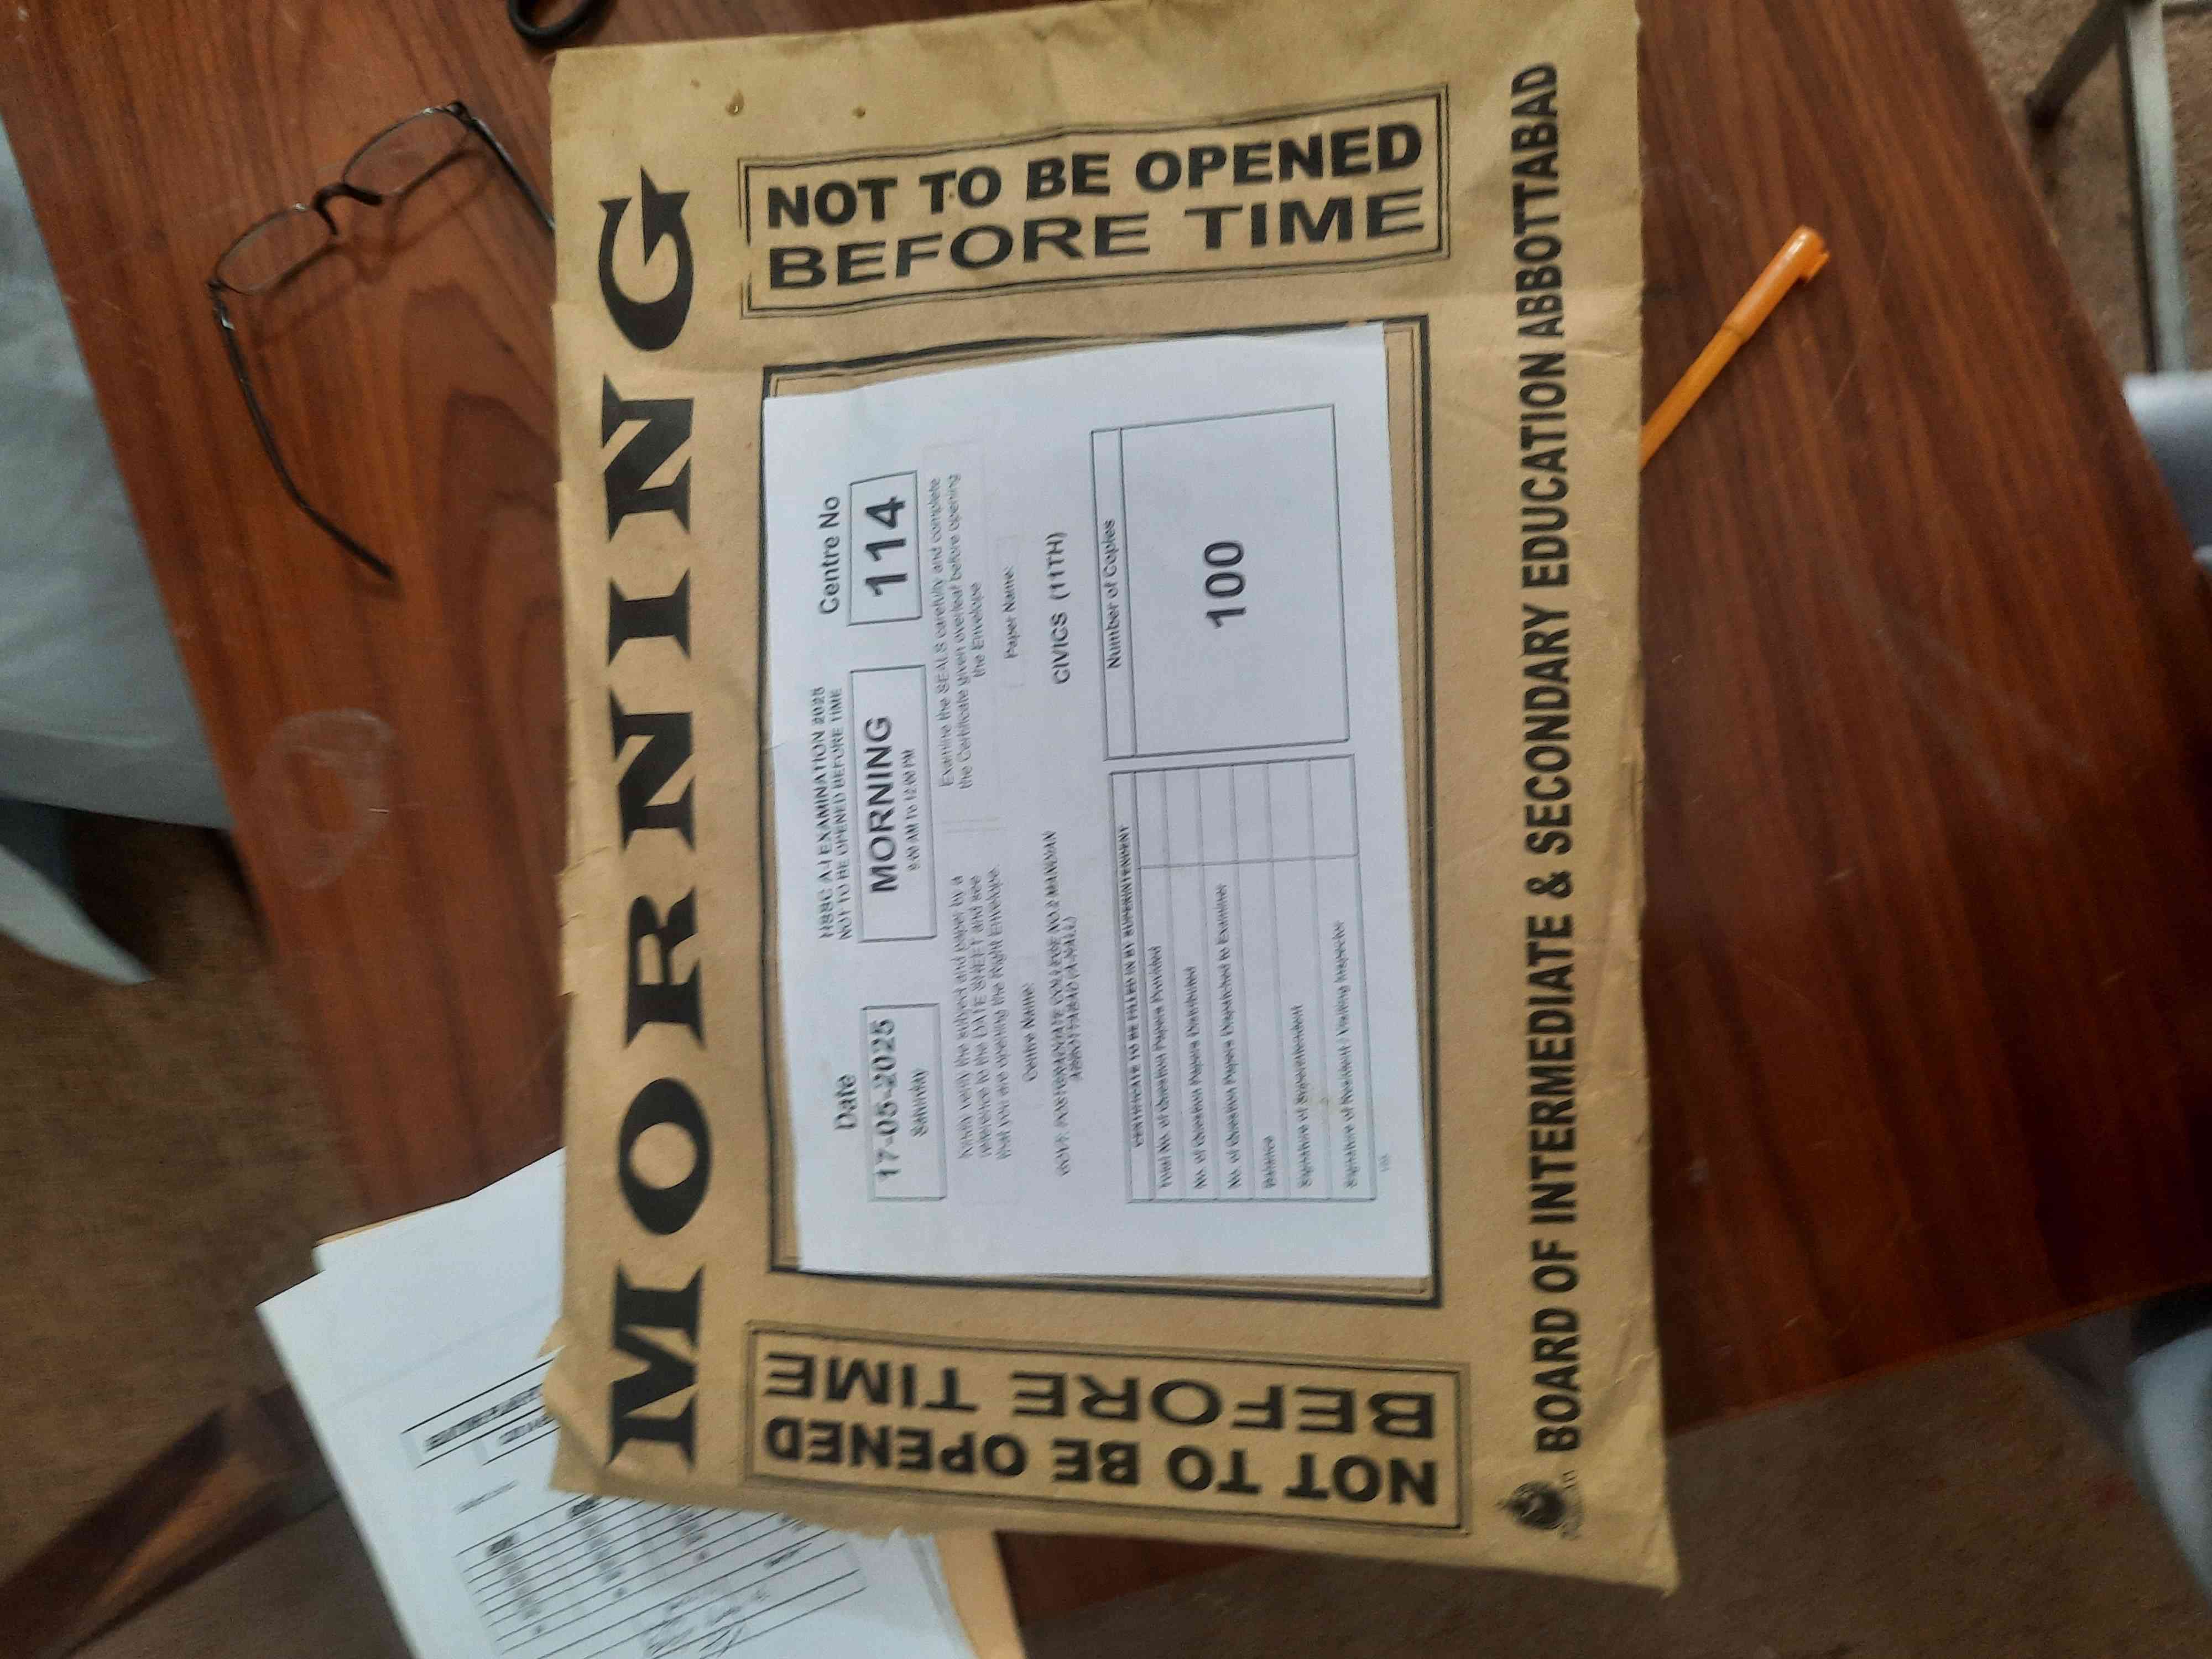 MORNING
NOT TO BE OPENED
BEFORE TIME
NOT TO BE OPENED
BEFORE TIME
HSSC A-I EXAMINATION 2025
NOT TO BE OPENED BEFORE TIME
Date
17-05-2025
Saturday
MORNING
9:00 AM To 12:00 PM
Centre No
114
Kindly verify the subject and paper by a
reference to the DATE SHEET and see
that you are opening the Right Envelope.
Examine the SEALS carefully and complete
the Certificate given overleaf before opening
the Envelope
Centre Name:
GOVT. POSTGRADUATE COLLEGE NO 2 MANDIAN
ABBOTTABAD (A-HALL)
Paper Name:
CIVICS (11TH)
CERTIFICATE TO BE FILLED IN BY SUPERINTENDENT
Total No. of Question Papers Provided
No. of Question Papers Distributed
No. of Question Papers Dispatched to Examiner
Balance
Signature of Superintendent
Signature of Resident / Visiting Inspector
Number of Copies
100
BOARD OF INTERMEDIATE & SECONDARY EDUCATION ABBOTTABAD